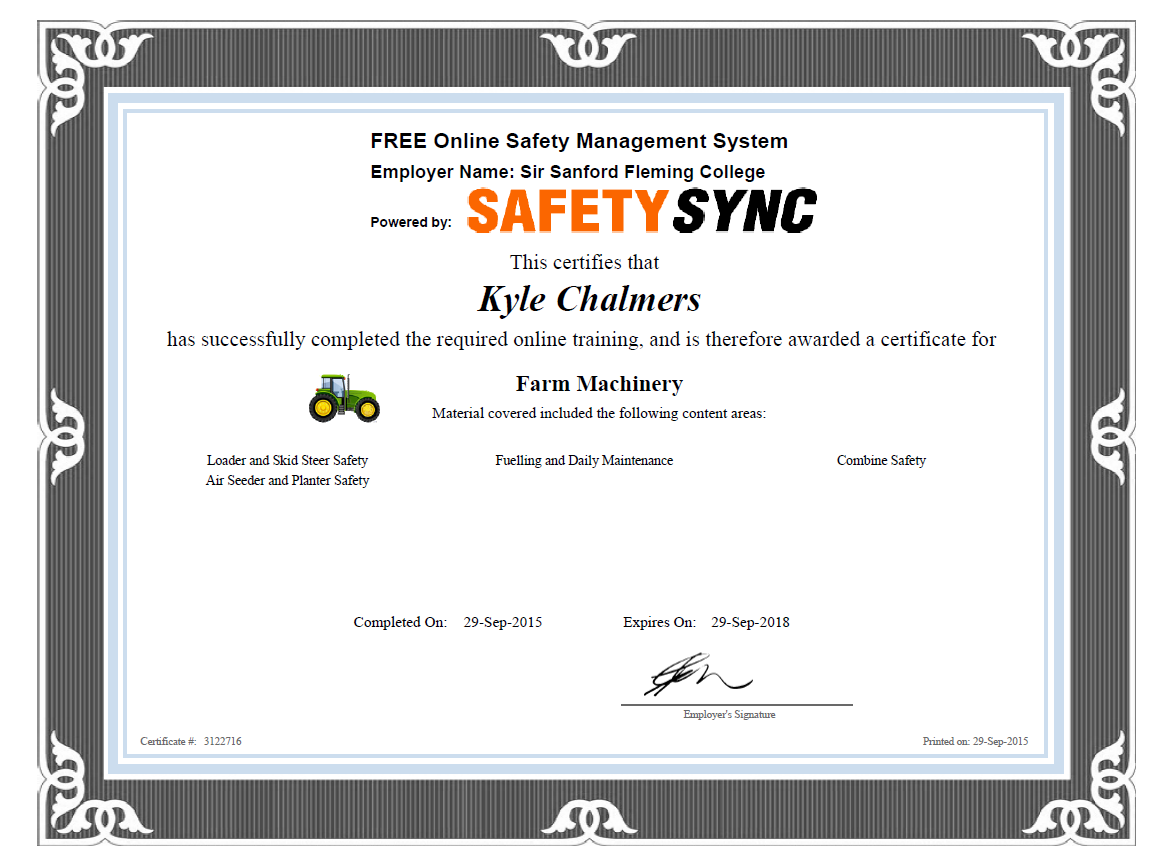 FREE Online Safety Management System
Employer Name: Sir Sanford Fleming College
Powered by: SAFETYSYNC
This certifies that
Kyle Chalmers
has successfully completed the required online training, and is therefore awarded a certificate for
Farm Machinery
Material covered included the following content areas:
Loader and Skid Steer Safety Fuelling and Daily Maintenance Combine Safety
Air Seeder and Planter Safety
Completed On: 29-Sep-2015 Expires On: 29-Sep-2018
Employer's Signature
Certificate #: 3122716 Printed on: 29-Sep-2015